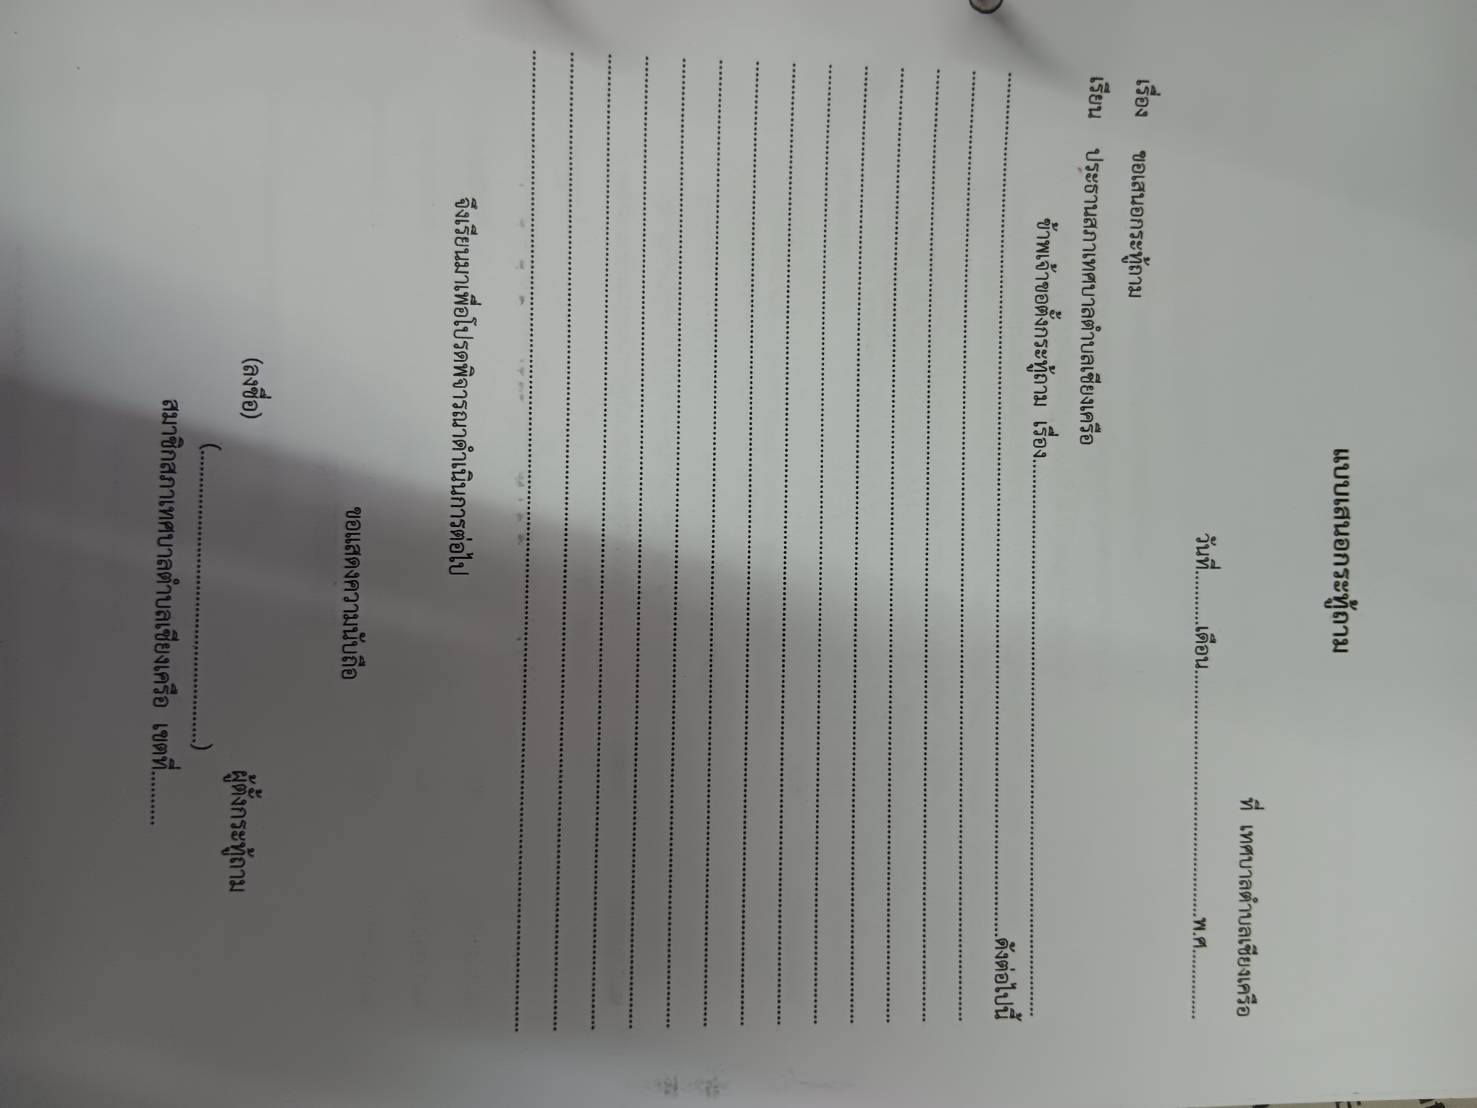 แบบเสนอกระทู้ถาม
ที่ เทศบาลตำบลเชียงเครือ
วันที่..........เดือน........................................พ.ศ............
เรื่อง ขอเสนอกระทู้ถาม
เรียน ประธานสภาเทศบาลตำบลเชียงเครือ
ข้าพเจ้าขอตั้งกระทู้ถาม เรื่อง....................................................................................
..............................................................................................................................ดังต่อไปนี้
จึงเรียนมาเพื่อโปรดพิจารณาดำเนินการต่อไป
ขอแสดงความนับถือ
(ลงชื่อ) ผู้ตั้งกระทู้ถาม
(..................................................)
สมาชิกสภาเทศบาลตำบลเชียงเครือ เขตที่..........